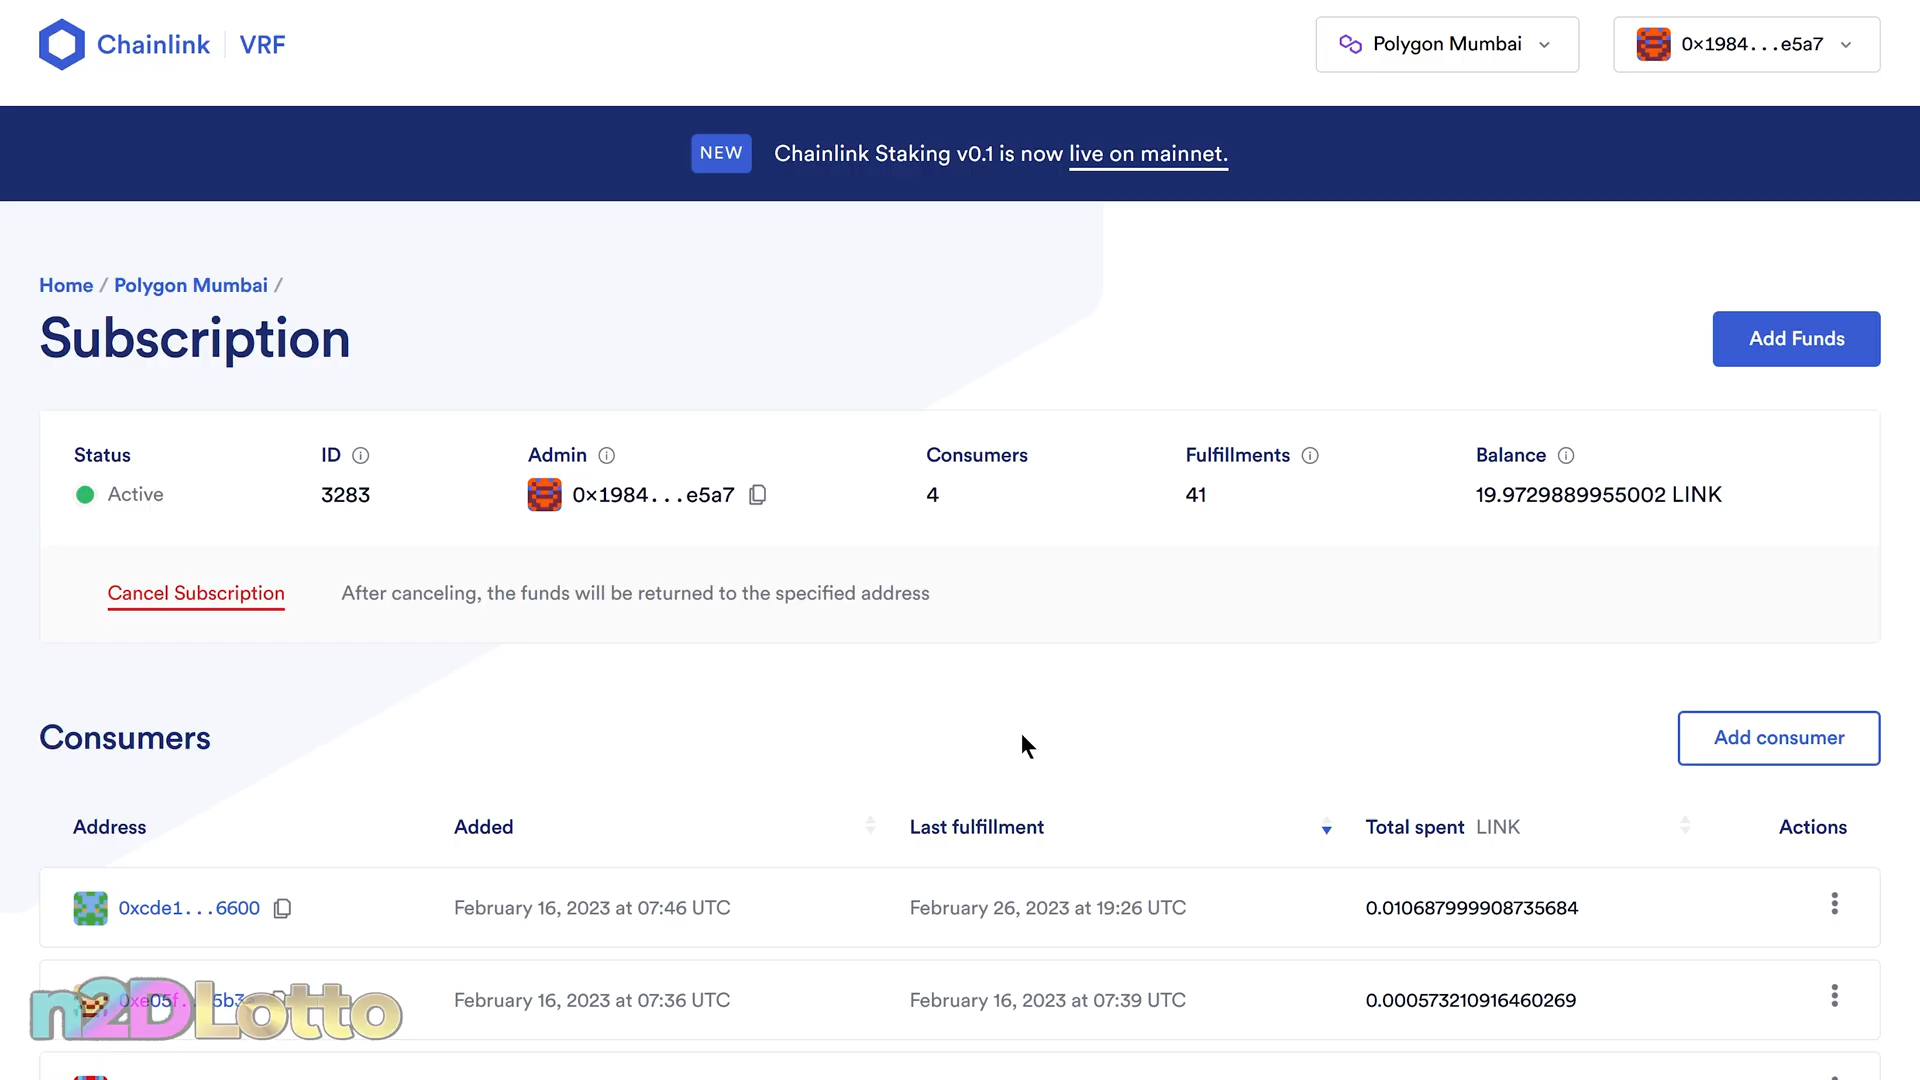 Chainlink VRF
Polygon Mumbai
0×1984...e5a7
NEW Chainlink Staking v0.1 is now live on mainnet.
Home / Polygon Mumbai /
Subscription
Add Funds
Status ID Admin Consumers Fulfillments Balance
Active 3283 0×1984...e5a7 4 41 19.9729889955002 LINK
Cancel Subscription After canceling, the funds will be returned to the specified address
Consumers
Add consumer
Address Added Last fulfillment Total spent LINK Actions
0xcde1...6600 February 16, 2023 at 07:46 UTC February 26, 2023 at 19:26 UTC 0.010687999908735684
February 16, 2023 at 07:36 UTC February 16, 2023 at 07:39 UTC 0.000573210916460269
n2DLotto